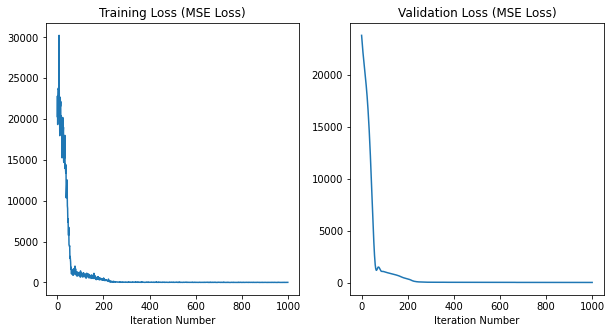 Training Loss (MSE Loss)
30000
25000
20000
15000
10000
5000
0
0 200 400 600 800 1000
Iteration Number
Validation Loss (MSE Loss)
20000
15000
10000
5000
0
0 200 400 600 800 1000
Iteration Number